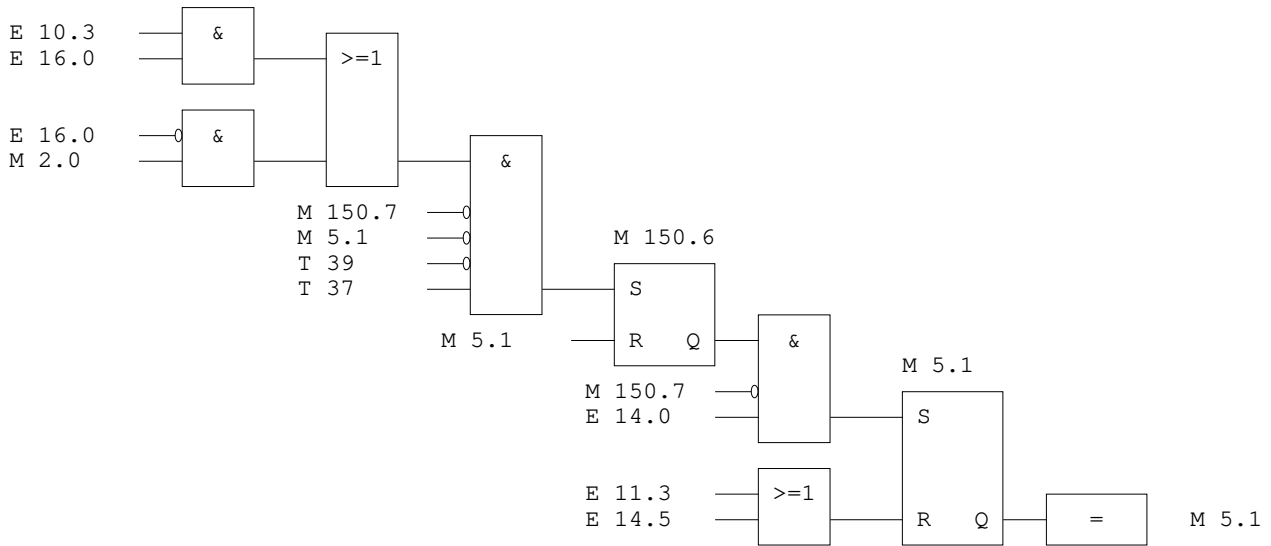 E 10.3 &
E 16.0 >=1
E 16.0 &
M 2.0 &
M 150.7
M 5.1 M 150.6
T 39
T 37 S
M 5.1 R Q &
M 5.1
M 150.7
E 14.0 S
E 11.3 >=1
E 14.5 R Q = M 5.1